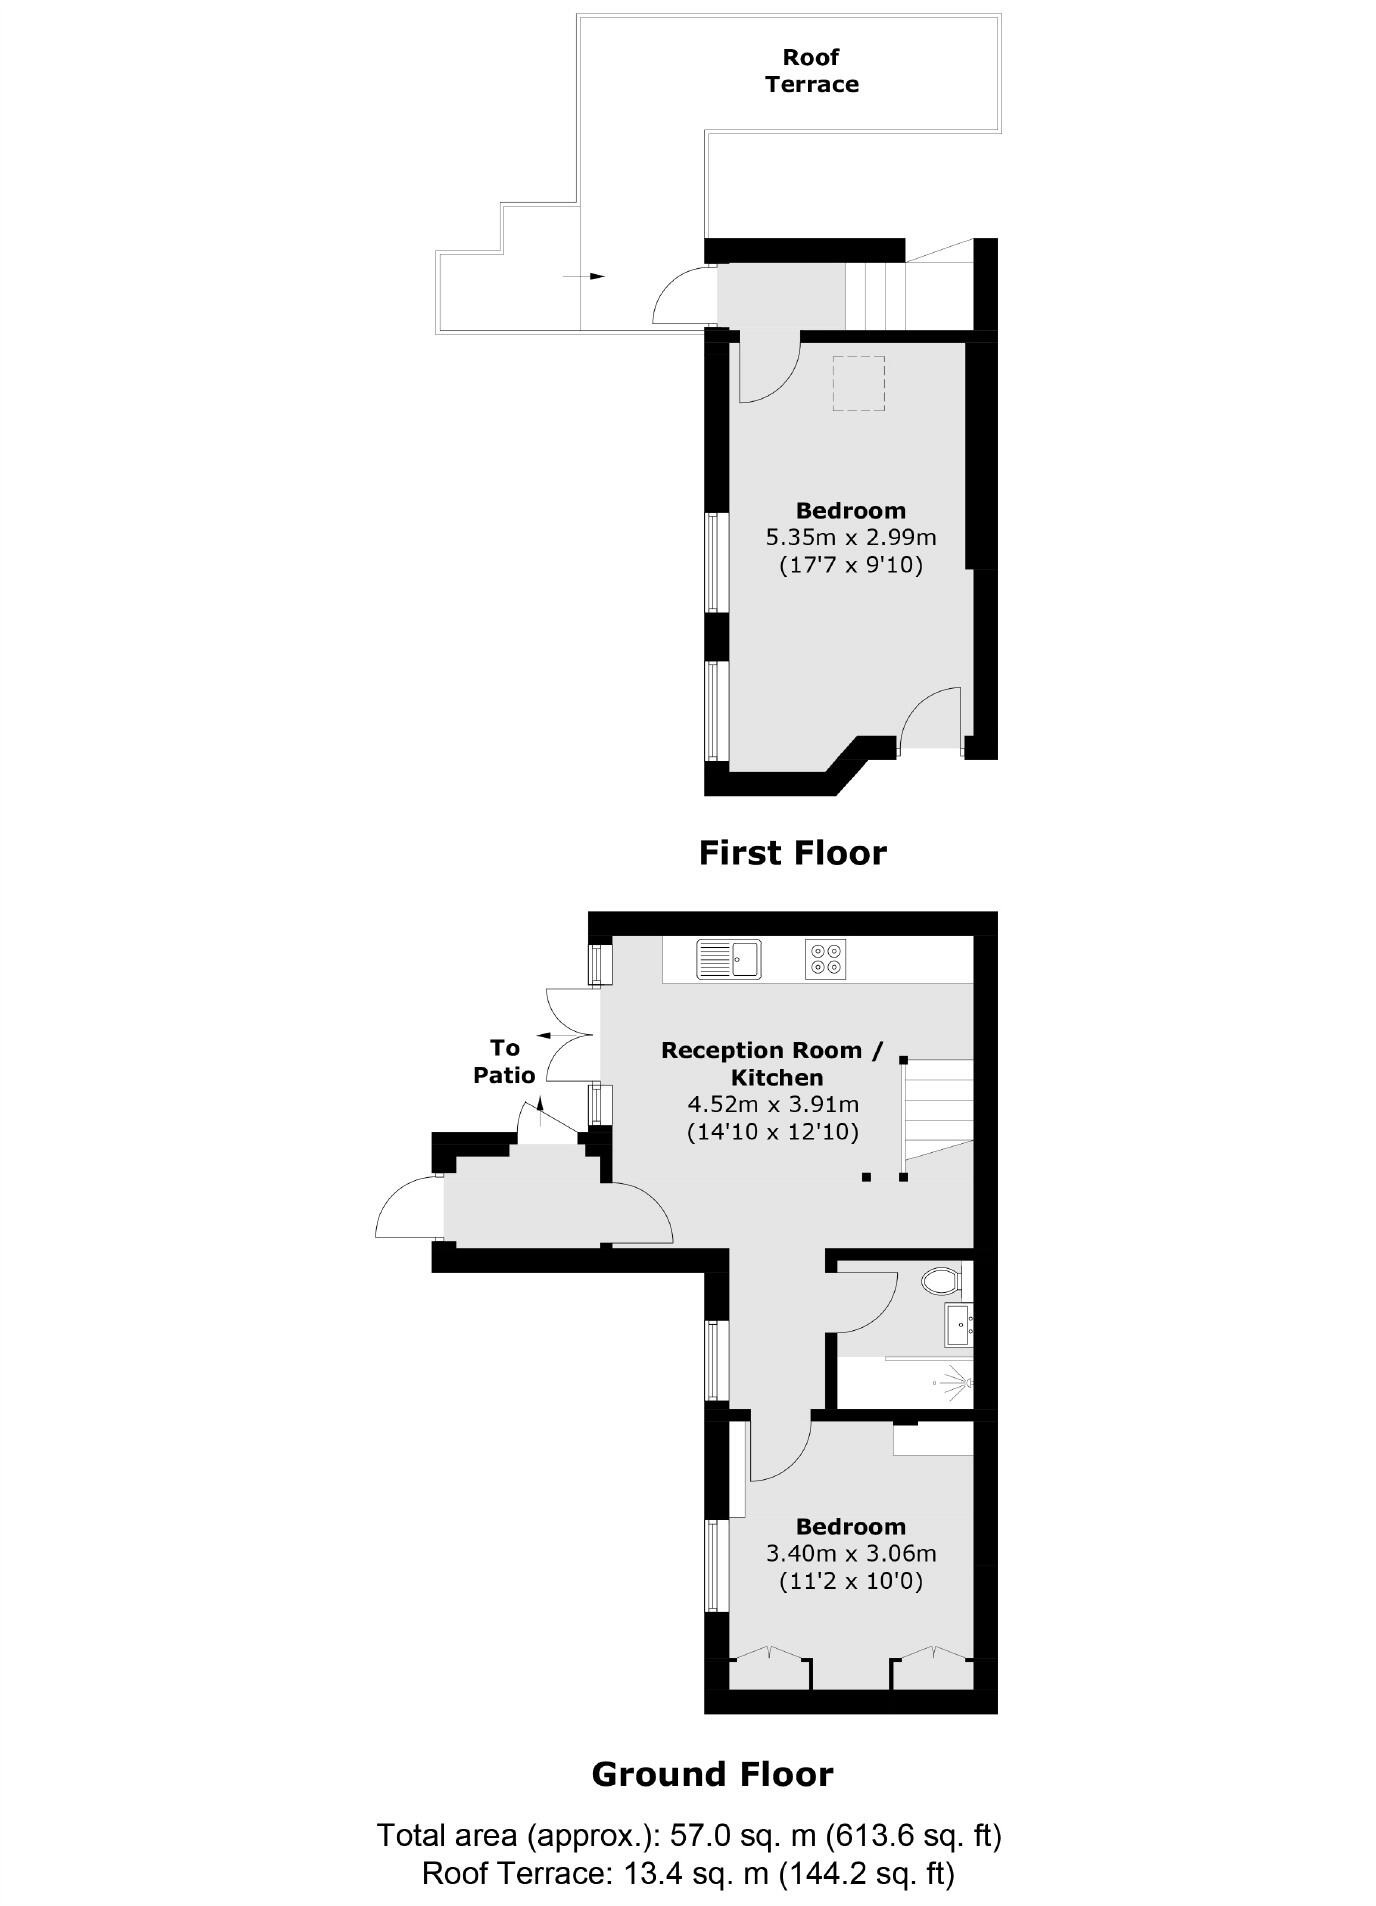 Roof
Terrace
Bedroom
5.35m x 2.99m
(17'7 x 9'10)
First Floor
To
Patio
Reception Room /
Kitchen
4.52m x 3.91m
(14'10 x 12'10)
Bedroom
3.40m x 3.06m
(11'2 x 10'0)
Ground Floor
Total area (approx.): 57.0 sq. m (613.6 sq. ft)
Roof Terrace: 13.4 sq. m (144.2 sq. ft)